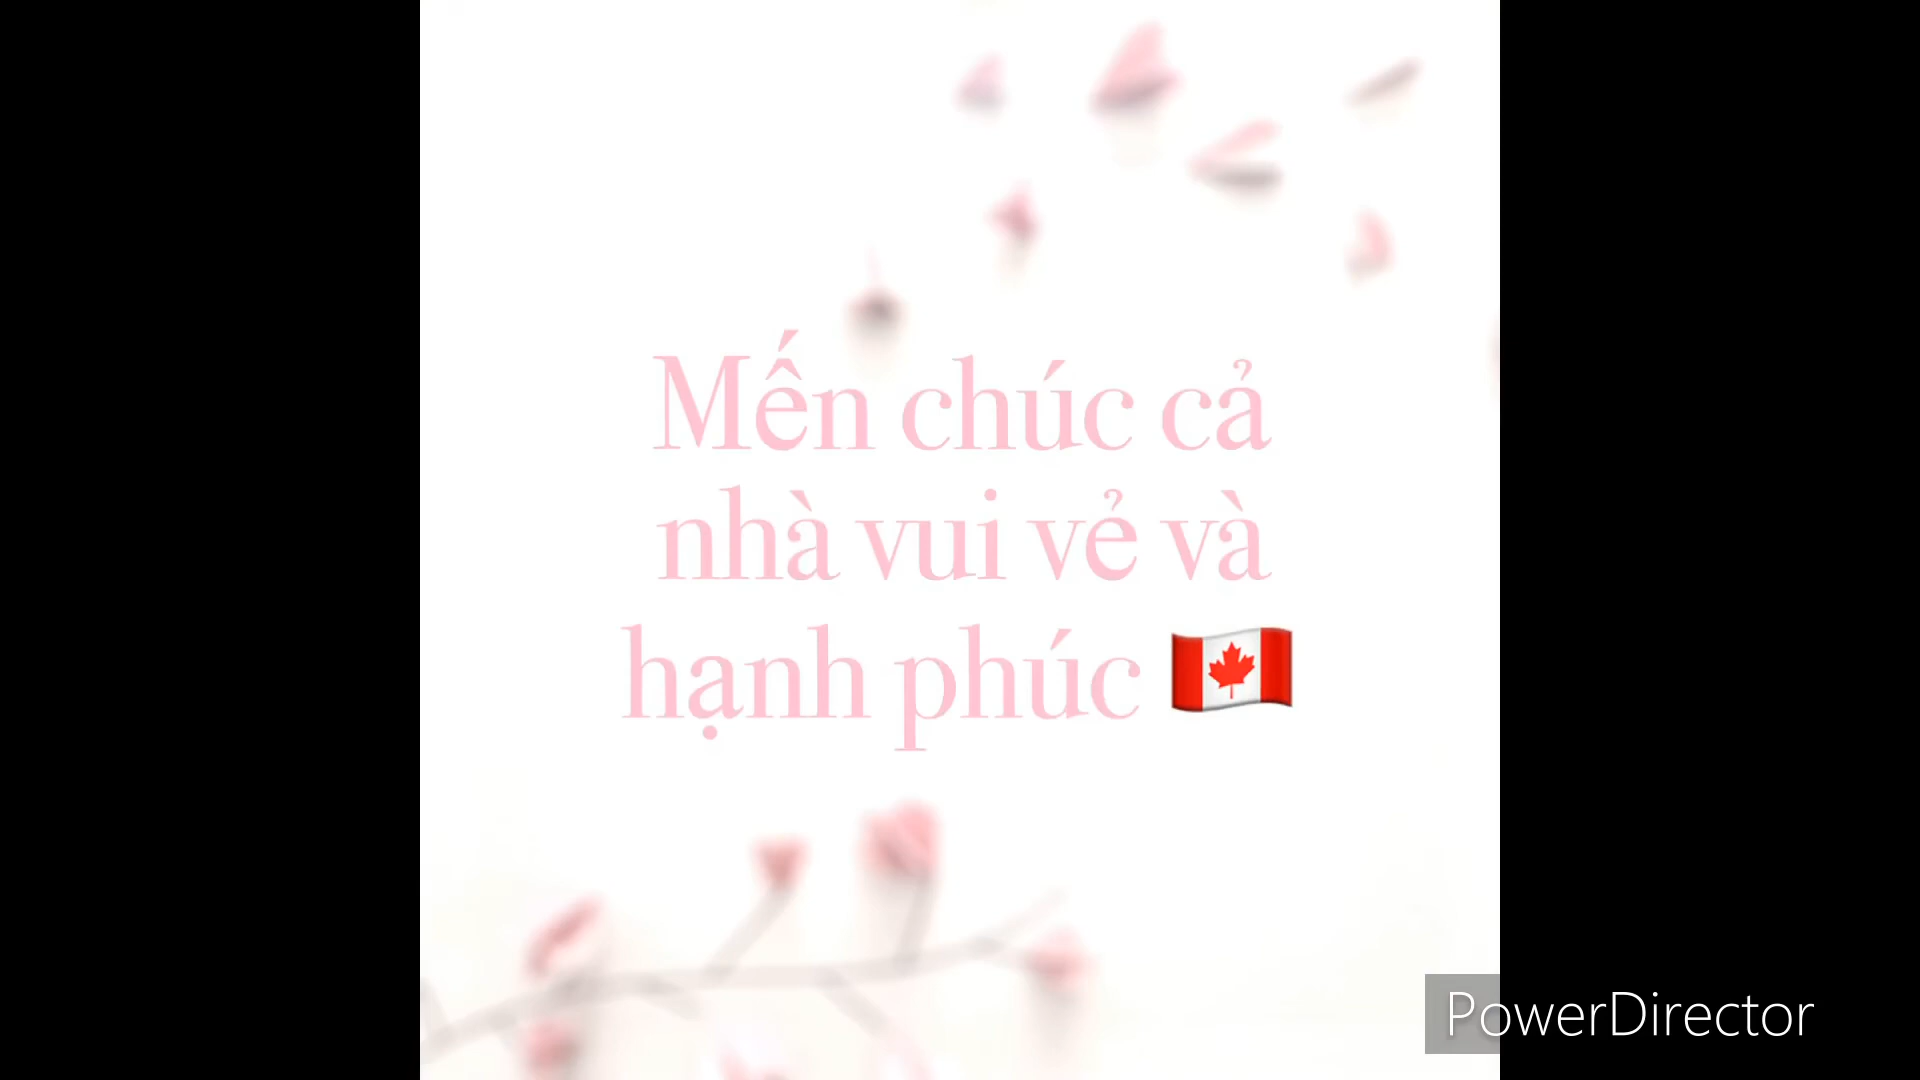 Mến chúc cả
nhà vui vẻ và
hạnh phúc 🇨🇦
PowerDirector